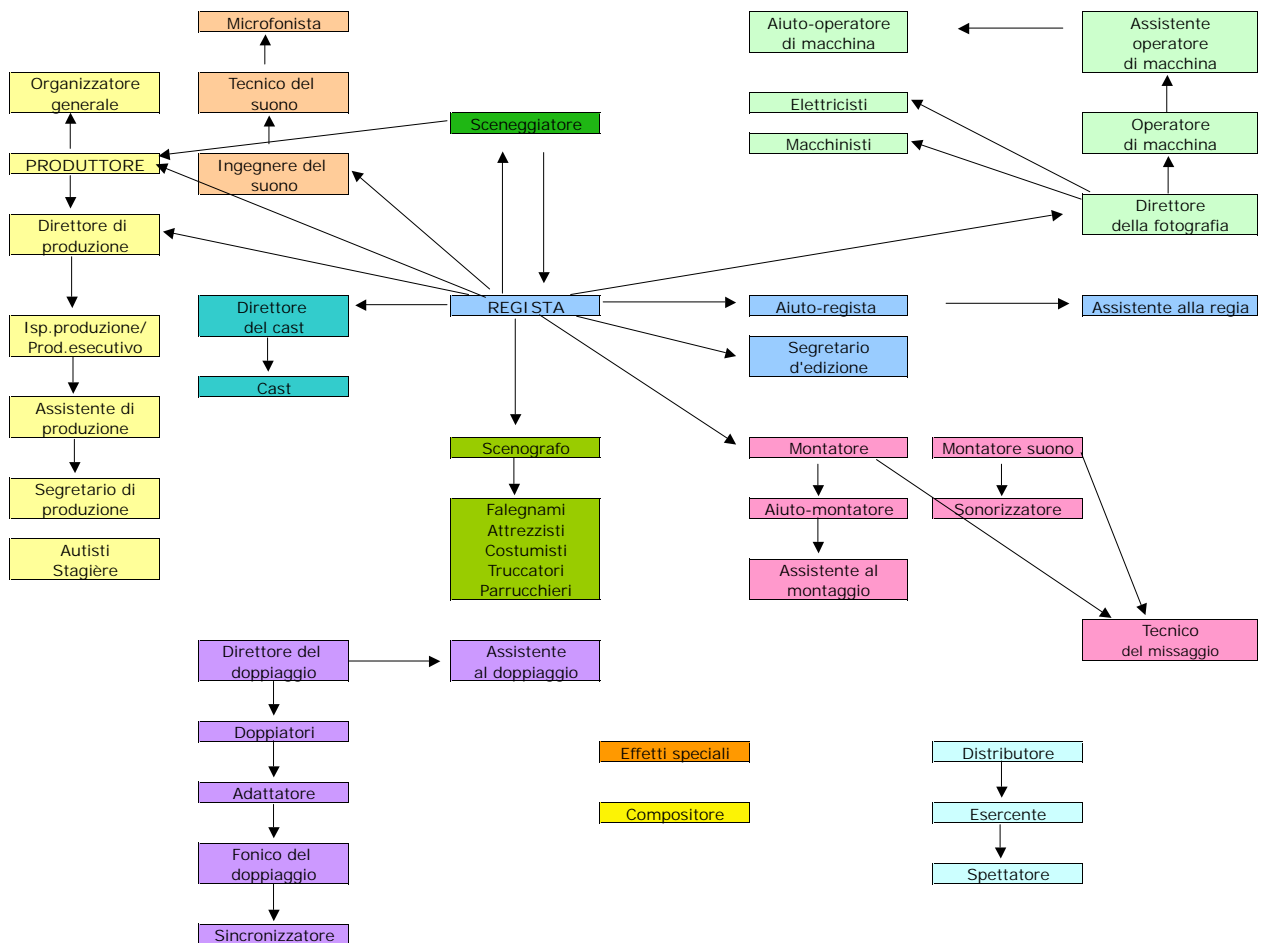 Microfonista
Aiuto-operatore
di macchina
Assistente
operatore
di macchina
Organizzatore
generale
Tecnico del
suono
Elettricisti
Sceneggiatore
Operatore
di macchina
Macchinisti
PRODUTTORE
Ingegnere del
suono
Direttore
della fotografia
Direttore di
produzione
Direttore
del cast
REGISTA
Aiuto-regista
Assistente alla regia
Isp.produzione/
Prod.esecutivo
Segretario
d'edizione
Cast
Assistente di
produzione
Scenografo
Montatore
Montatore suono
Segretario di
produzione
Falegnami
Attrezzisti
Costumisti
Truccatori
Parrucchieri
Aiuto-montatore
Sonorizzatore
Autisti
Stagière
Assistente al
montaggio
Tecnico
del missaggio
Direttore del
doppiaggio
Assistente
al doppiaggio
Doppiatori
Effetti speciali
Distributore
Adattatore
Compositore
Esercente
Fonico del
doppiaggio
Spettatore
Sincronizzatore